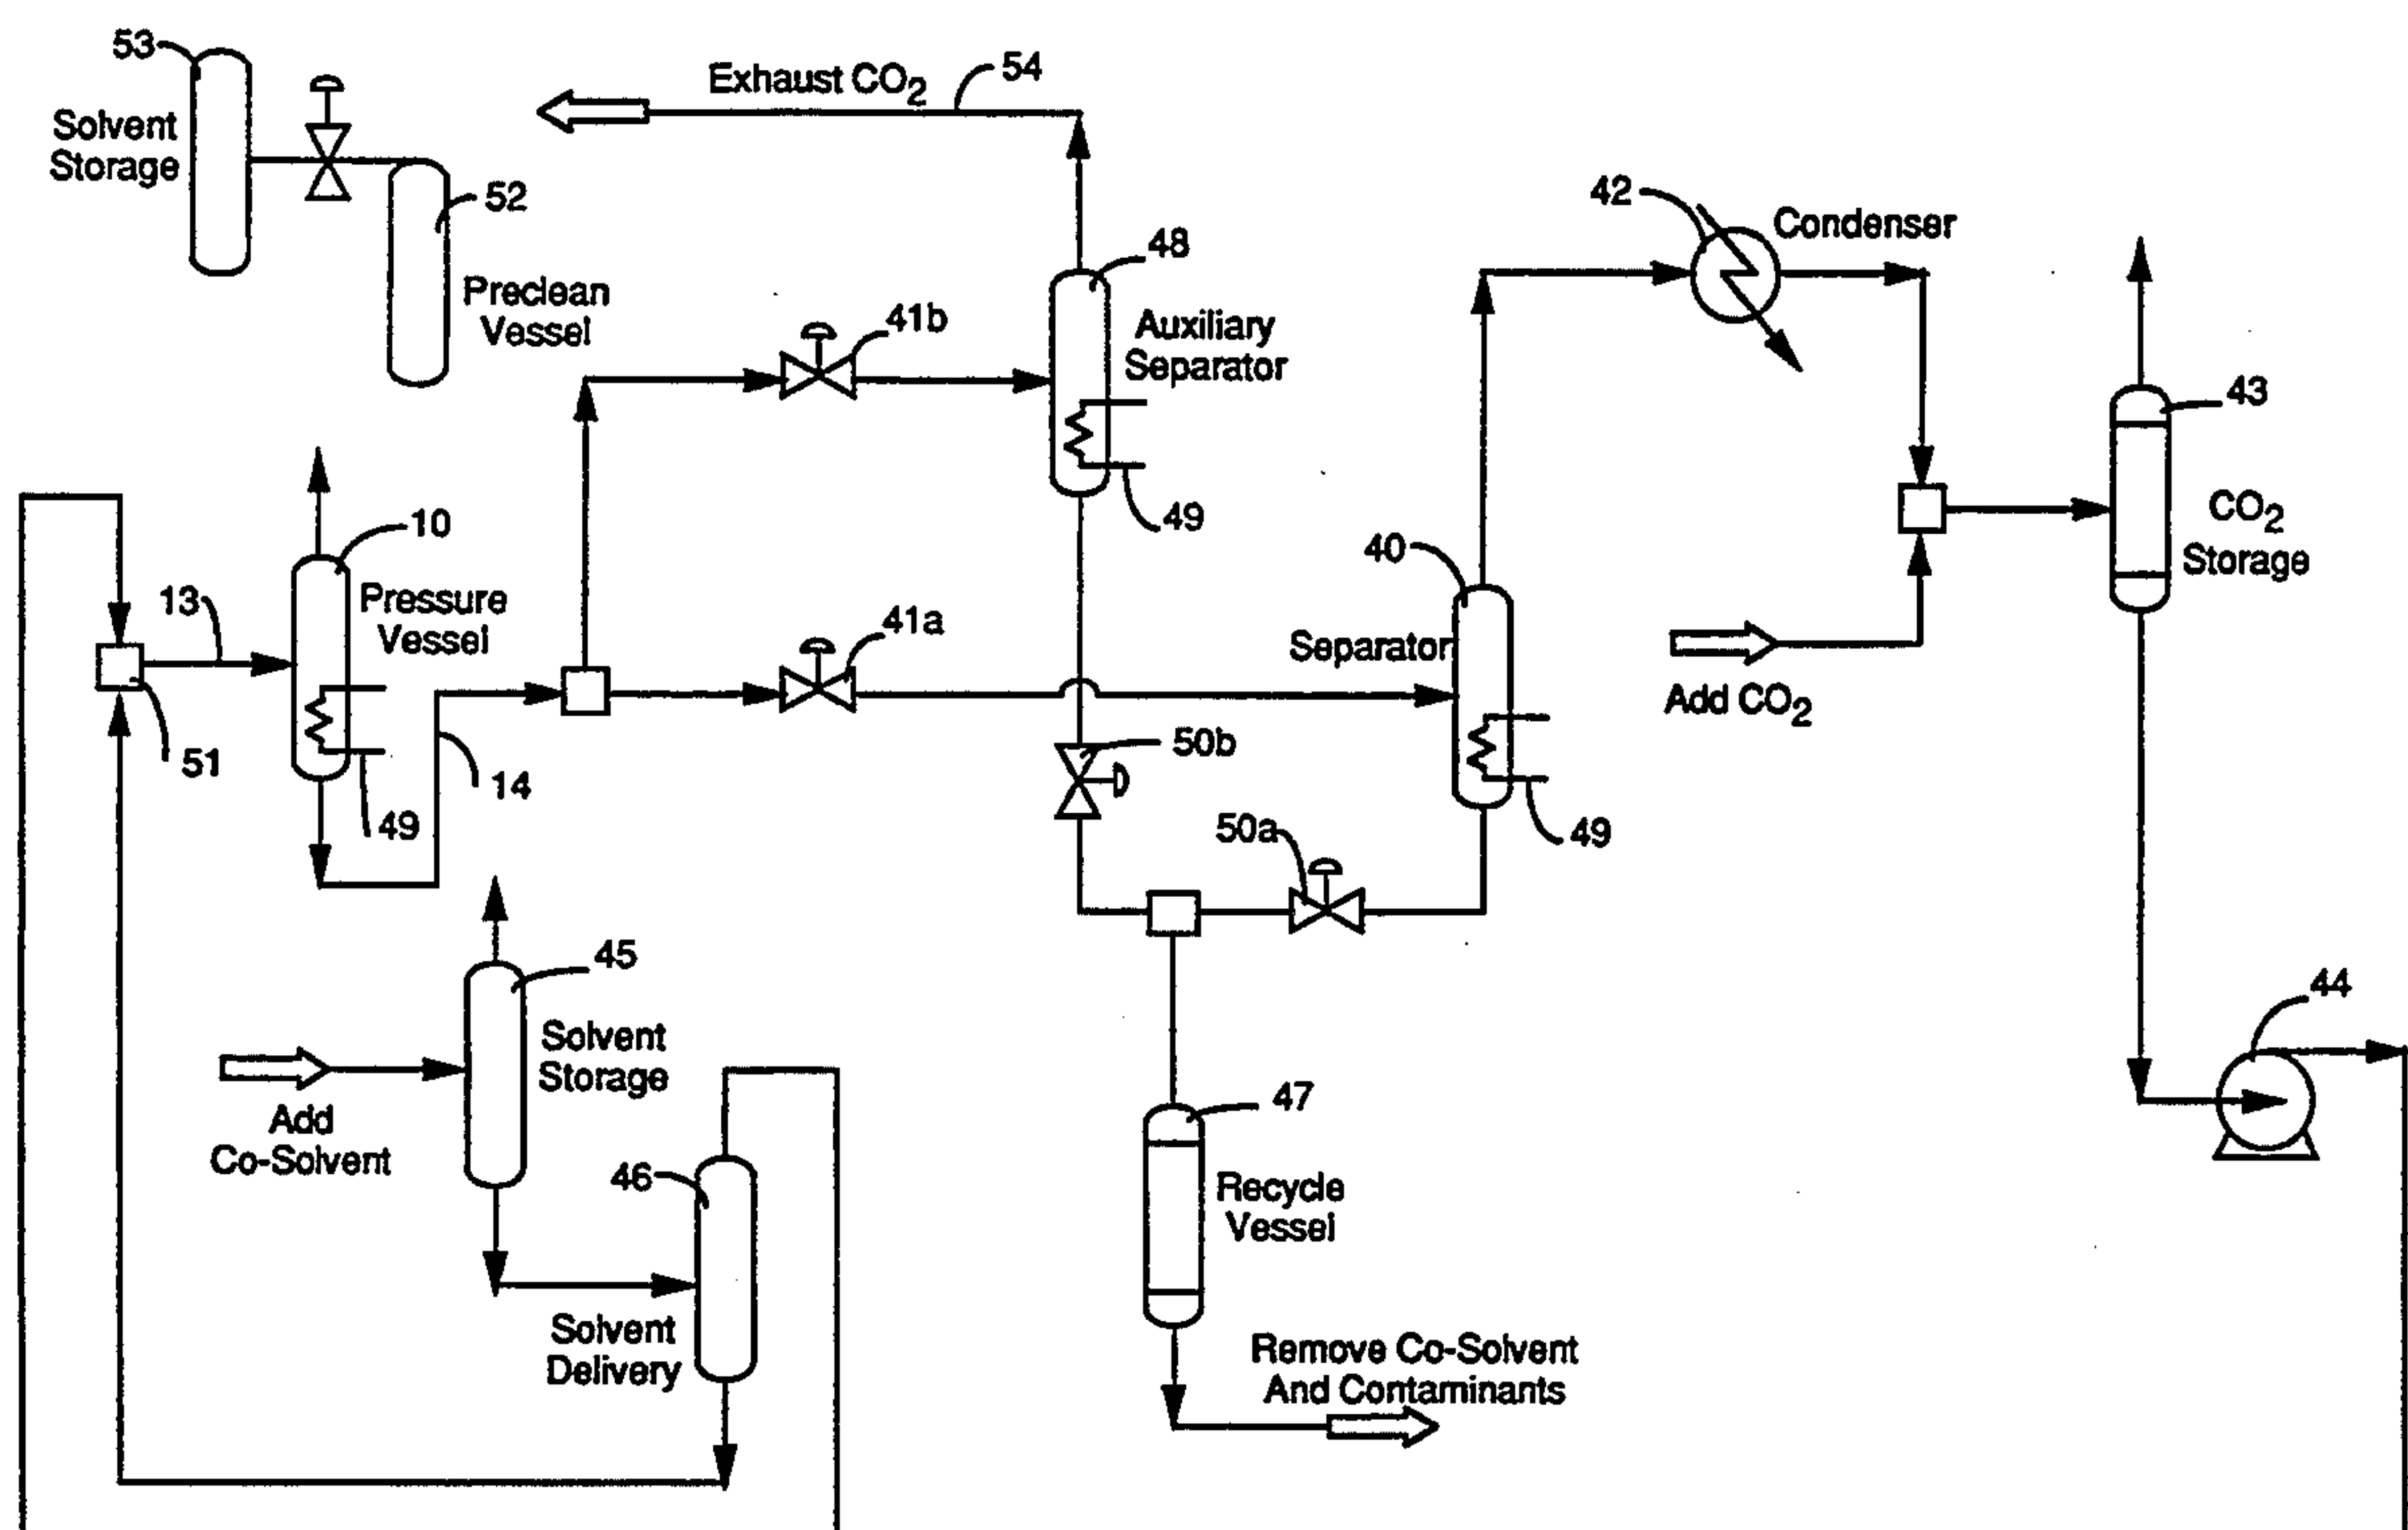 53
Solvent
Storage
52
Preclean
Vessel
Exhaust CO2
54
48
Auxiliary
Separator
49
41b
42
Condenser
43
CO2
Storage
Add CO2
10
Pressure
Vessel
13
51
49
14
41a
40
Separator
49
50b
50a
45
Solvent
Storage
Add
Co-Solvent
46
Solvent
Delivery
47
Recycle
Vessel
Remove Co-Solvent
And Contaminants
44